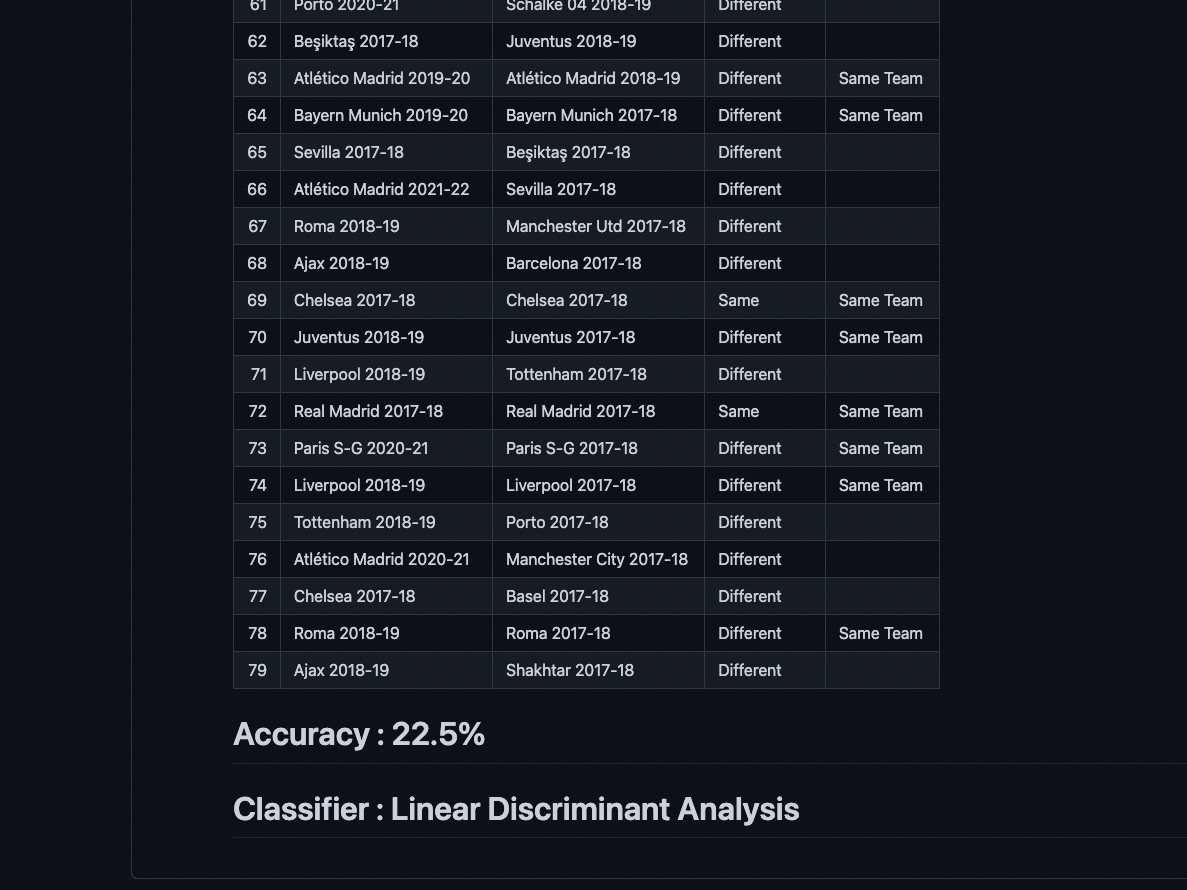 61 Porto 2020-21 Schalke 04 2018-19 Different
62 Beşiktaş 2017-18 Juventus 2018-19 Different
63 Atlético Madrid 2019-20 Atlético Madrid 2018-19 Different Same Team
64 Bayern Munich 2019-20 Bayern Munich 2017-18 Different Same Team
65 Sevilla 2017-18 Beşiktaş 2017-18 Different
66 Atlético Madrid 2021-22 Sevilla 2017-18 Different
67 Roma 2018-19 Manchester Utd 2017-18 Different
68 Ajax 2018-19 Barcelona 2017-18 Different
69 Chelsea 2017-18 Chelsea 2017-18 Same Same Team
70 Juventus 2018-19 Juventus 2017-18 Different Same Team
71 Liverpool 2018-19 Tottenham 2017-18 Different
72 Real Madrid 2017-18 Real Madrid 2017-18 Same Same Team
73 Paris S-G 2020-21 Paris S-G 2017-18 Different Same Team
74 Liverpool 2018-19 Liverpool 2017-18 Different Same Team
75 Tottenham 2018-19 Porto 2017-18 Different
76 Atlético Madrid 2020-21 Manchester City 2017-18 Different
77 Chelsea 2017-18 Basel 2017-18 Different
78 Roma 2018-19 Roma 2017-18 Different Same Team
79 Ajax 2018-19 Shakhtar 2017-18 Different
Accuracy : 22.5%
Classifier : Linear Discriminant Analysis